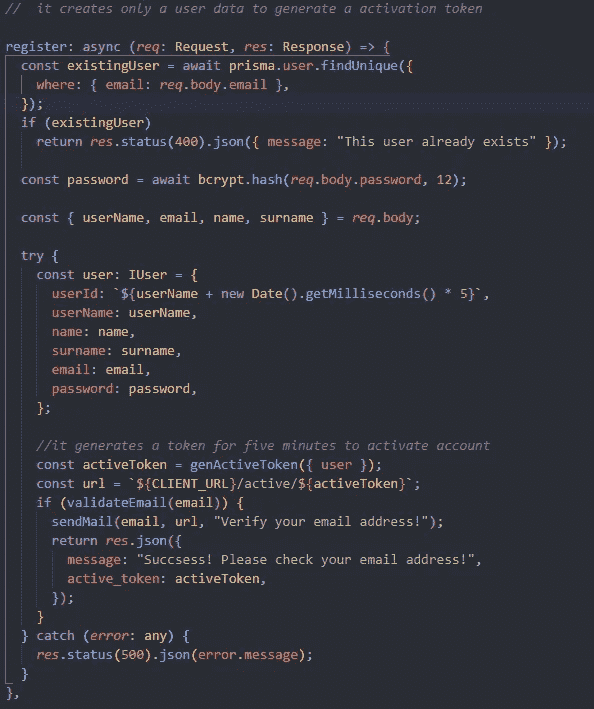 //  it creates only a user data to generate a activation token
register: async (req: Request, res: Response) => {
const existingUser = await prisma.user.findUnique({
where: { email: req.body.email },
});
if (existingUser)
return res.status(400).json({ message: "This user already exists" });
const password = await bcrypt.hash(req.body.password, 12);
const { userName, email, name, surname } = req.body;
try {
const user: IUser = {
userId: `${userName + new Date().getMilliseconds() * 5}`,
userName: userName,
name: name,
surname: surname,
email: email,
password: password,
};
//it generates a token for five minutes to activate account
const activeToken = genActiveToken({ user });
const url = `${CLIENT_URL}/active/${activeToken}`;
if (validateEmail(email)) {
sendMail(email, url, "Verify your email address!");
return res.json({
message: "Succsess! Please check your email address!",
active_token: activeToken,
});
}
} catch (error: any) {
res.status(500).json(error.message);
}
},